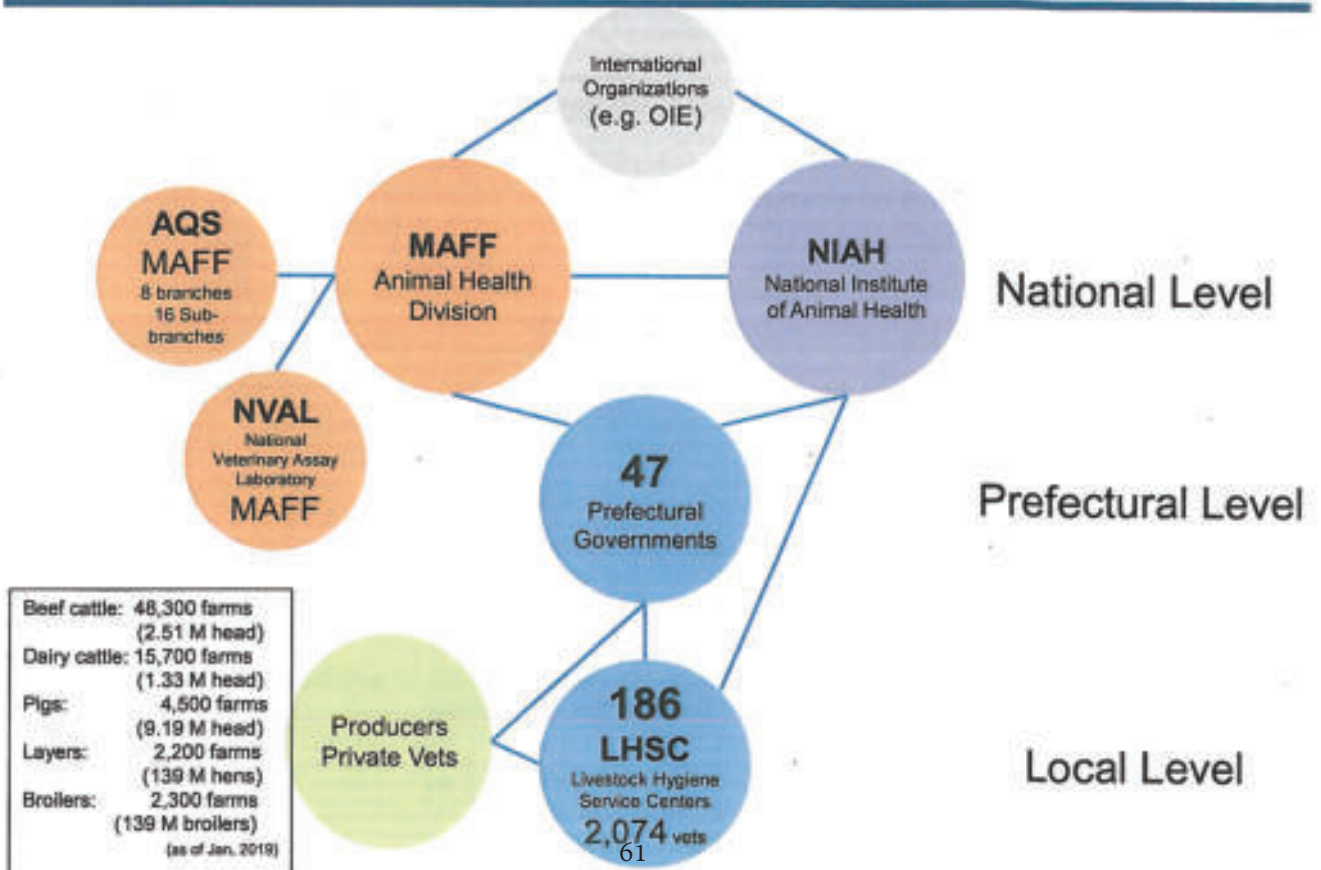 International
Organizations
(e.g. OIE)
AQS
MAFF
8 branches
16 Sub-
branches
MAFF
Animal Health
Division
NIAH
National Institute
of Animal Health
National Level
NVAL
National
Veterinary Assay
Laboratory
MAFF
47
Prefectural
Governments
Prefectural Level
Beef cattle: 48,300 farms
(2.51 M head)
Dairy cattle: 15,700 farms
(1.33 M head)
Pigs: 4,500 farms
(9.19 M head)
Layers: 2,200 farms
(139 M hens)
Broilers: 2,300 farms
(139 M broilers)
(as of Jan. 2019)
Producers
Private Vets
186
LHSC
Livestock Hygiene
Service Centers
2,074 vets
Local Level
61